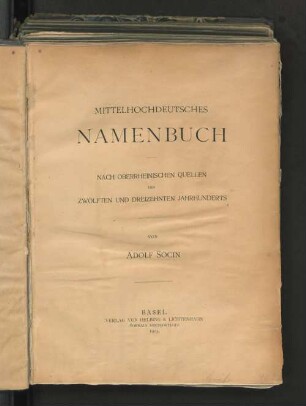 MITTELHOCHDEUTSCHES
NAMENBUCH
NACH OBERRHEINISCHEN QUELLEN
DES
ZWÖLFTEN UND DREIZEHNTEN JAHRHUNDERTS
VON
ADOLF SOCIN
BASEL
VERLAG VON HELBING & LICHTENHAHN